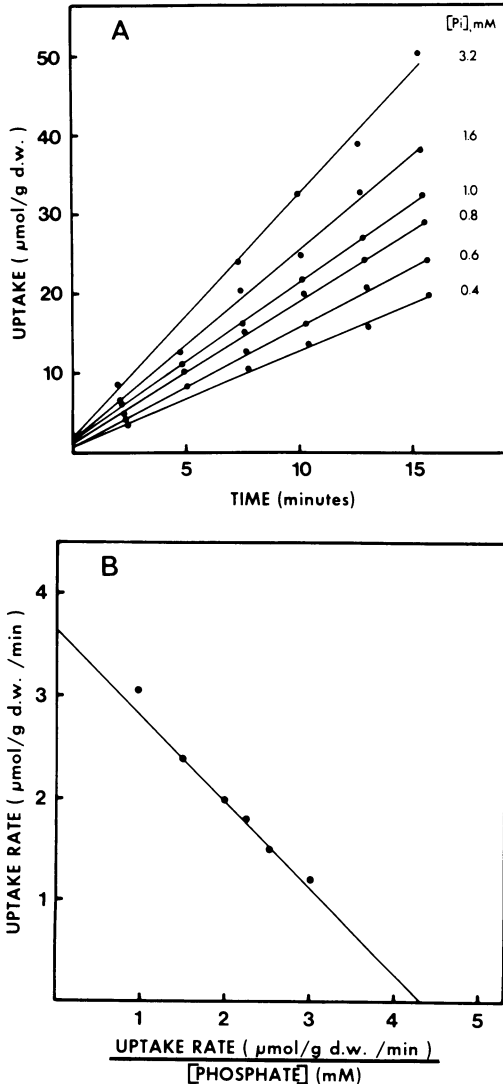 A
[Pi],mM
50
40
30
20
10
3.2
1.6
1.0
0.8
0.6
0.4
UPTAKE ( µmol/g d.w.)
5
10
15
TIME (minutes)
B
4
3
2
1
UPTAKE RATE ( µmol/g d.w. /min)
1
2
3
4
5
UPTAKE RATE ( µmol/g d.w. /min)
[PHOSPHATE] (mM)